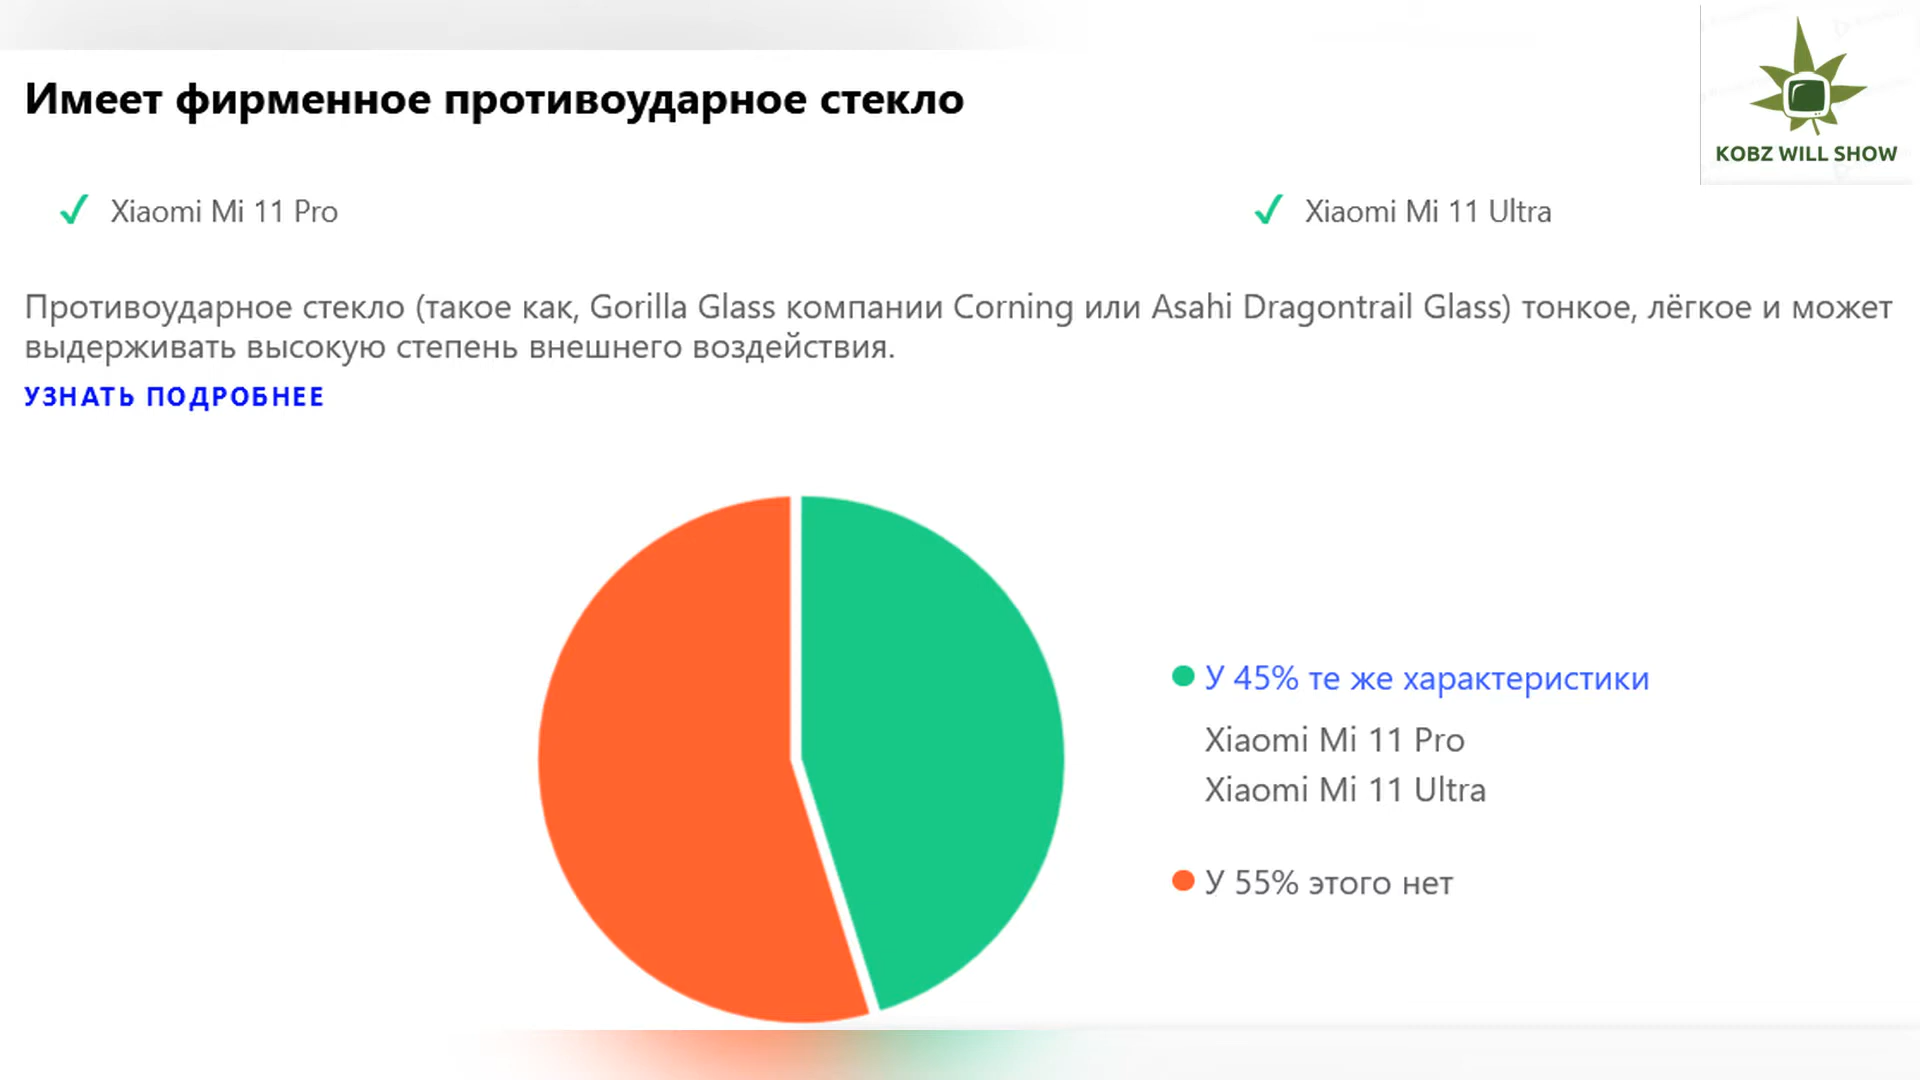 Имеет фирменное противоударное стекло
KOBZ WILL SHOW
Xiaomi Mi 11 Pro
Xiaomi Mi 11 Ultra
Противоударное стекло (такое как, Gorilla Glass компании Corning или Asahi Dragontrail Glass) тонкое, лёгкое и может
выдерживать высокую степень внешнего воздействия.
УЗНАТЬ ПОДРОБНЕЕ
У 45% те же характеристики
Xiaomi Mi 11 Pro
Xiaomi Mi 11 Ultra
У 55% этого нет